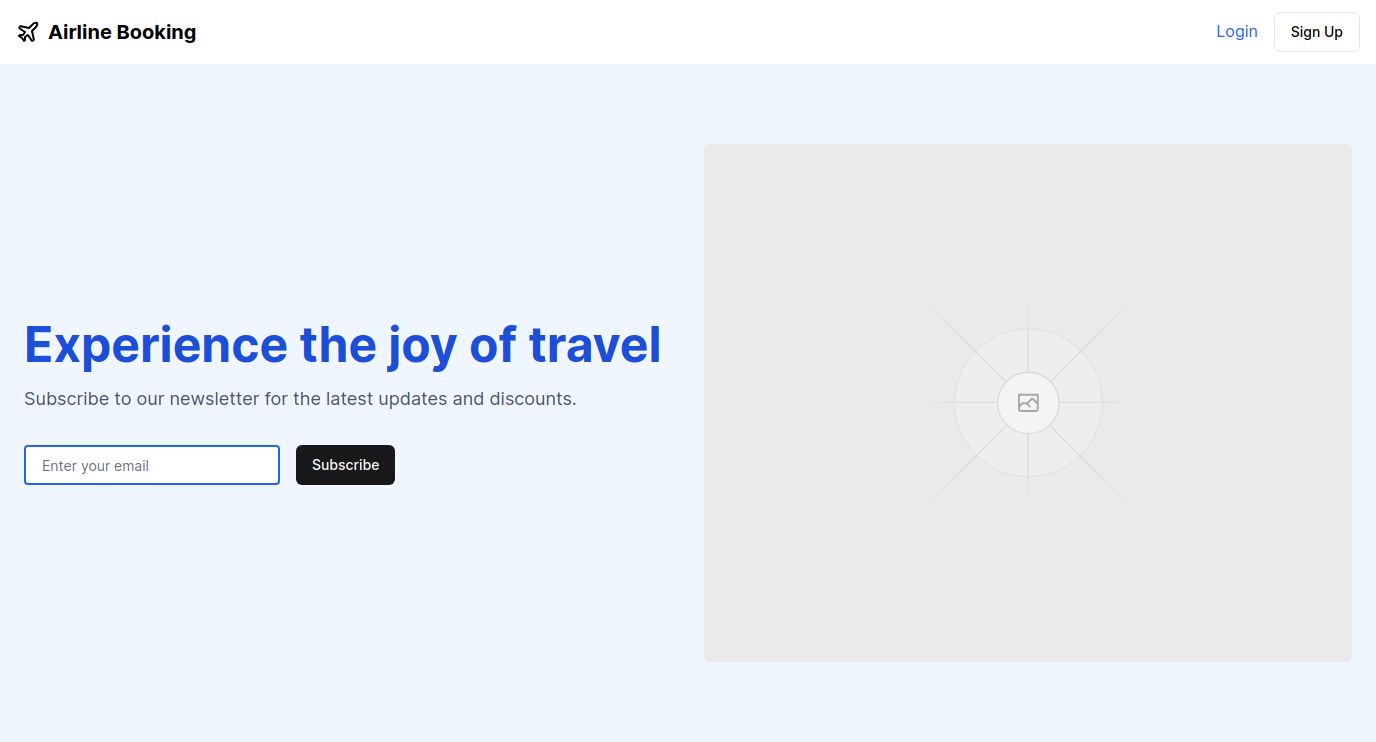 Airline Booking
Login
Sign Up
Experience the joy of travel
Subscribe to our newsletter for the latest updates and discounts.
Enter your email
Subscribe